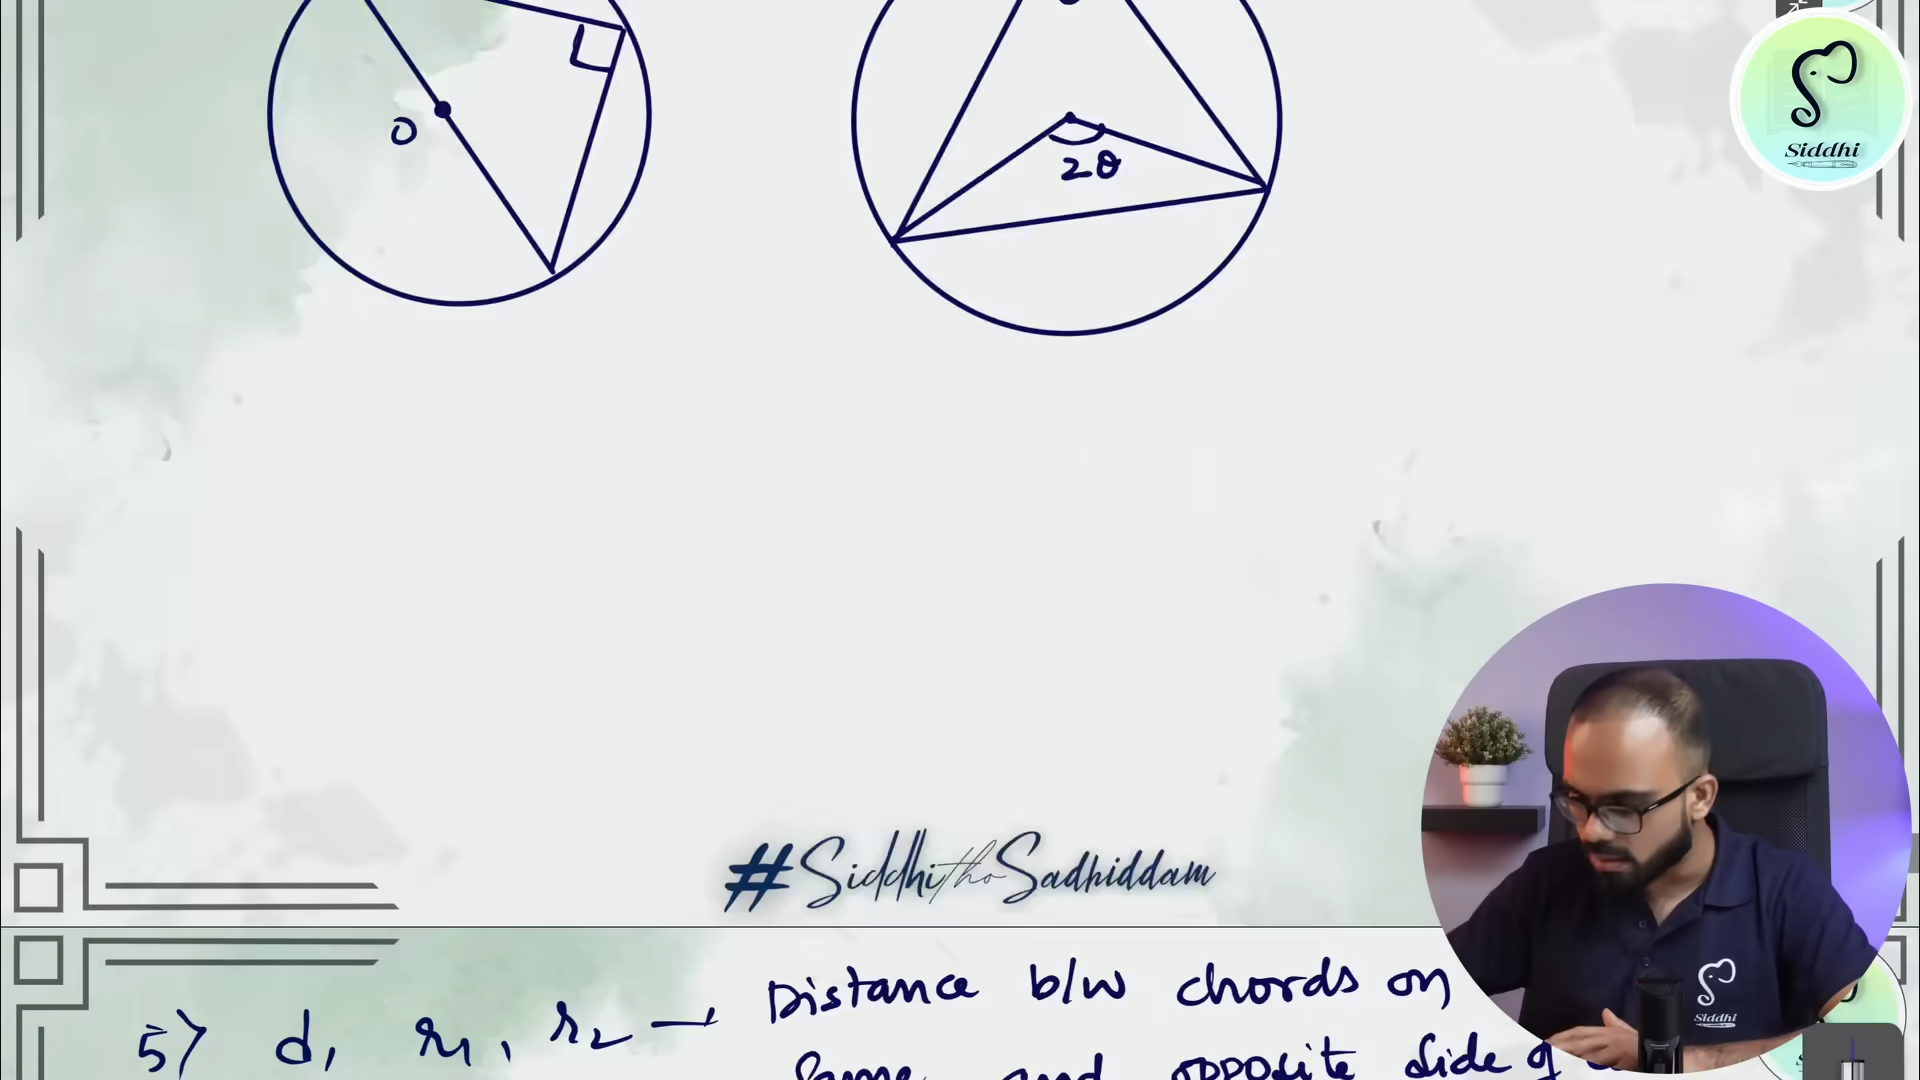 O
2θ
Siddhi
#SiddhithoSadhiddam
Distance b/w chords on
5) d, r1, r2 →
Same and opposite side of
Siddhi